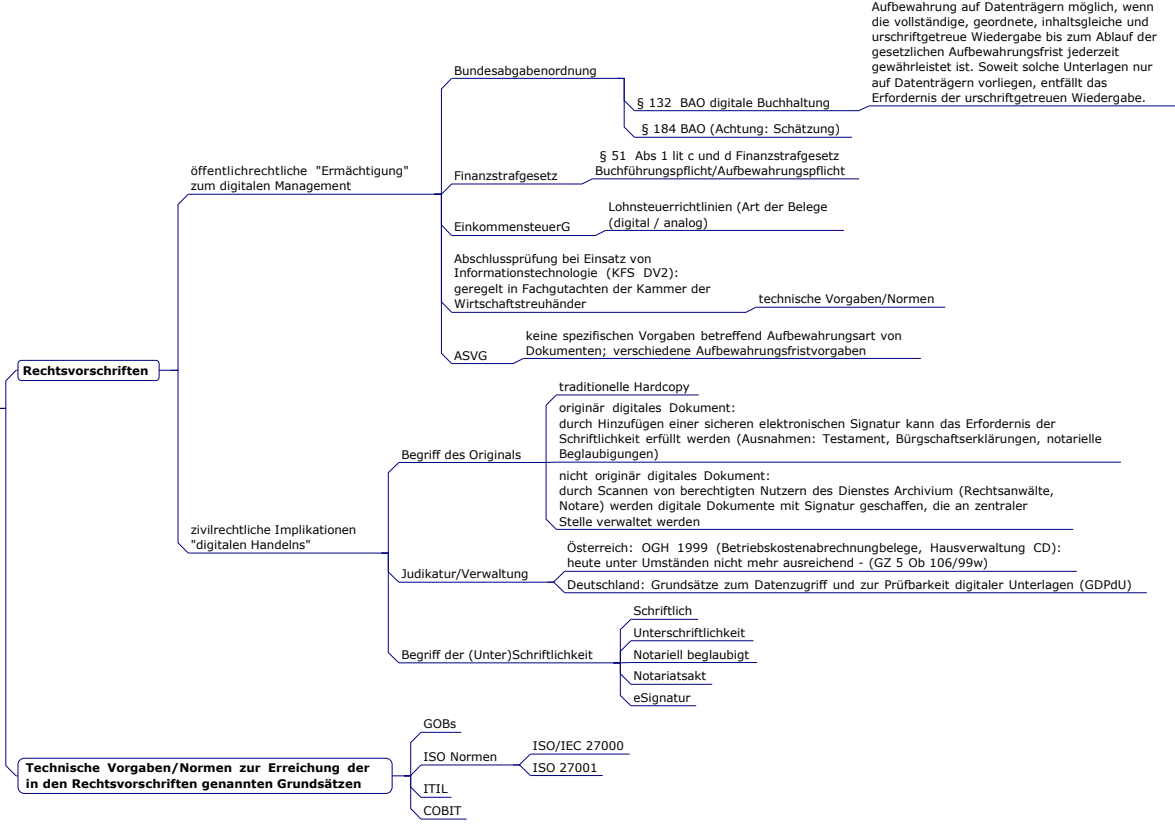 Aufbewahrung auf Datenträgern möglich, wenn
die vollständige, geordnete, inhaltsgleiche und
urschriftgetreue Wiedergabe bis zum Ablauf der
gesetzlichen Aufbewahrungsfrist jederzeit
gewährleistet ist. Soweit solche Unterlagen nur
auf Datenträgern vorliegen, entfällt das
Erfordernis der urschriftgetreuen Wiedergabe.
Bundesabgabenordnung
§ 132 BAO digitale Buchhaltung
§ 184 BAO (Achtung: Schätzung)
öffentlichrechtliche "Ermächtigung"
zum digitalen Management
Finanzstrafgesetz
§ 51 Abs 1 lit c und d Finanzstrafgesetz
Buchführungspflicht/Aufbewahrungspflicht
EinkommensteuerG
Lohnsteuerrichtlinien (Art der Belege
(digital / analog)
Abschlussprüfung bei Einsatz von
Informationstechnologie (KFS DV2):
geregelt in Fachgutachten der Kammer der
Wirtschaftstreuhänder
technische Vorgaben/Normen
ASVG
keine spezifischen Vorgaben betreffend Aufbewahrungsart von
Dokumenten; verschiedene Aufbewahrungsfristvorgaben
Rechtsvorschriften
zivilrechtliche Implikationen
"digitalen Handelns"
Begriff des Originals
traditionelle Hardcopy
originär digitales Dokument:
durch Hinzufügen einer sicheren elektronischen Signatur kann das Erfordernis der
Schriftlichkeit erfüllt werden (Ausnahmen: Testament, Bürgschaftserklärungen, notarielle
Beglaubigungen)
nicht originär digitales Dokument:
durch Scannen von berechtigten Nutzern des Dienstes Archivium (Rechtsanwälte,
Notare) werden digitale Dokumente mit Signatur geschaffen, die an zentraler
Stelle verwaltet werden
Judikatur/Verwaltung
Österreich: OGH 1999 (Betriebskostenabrechnungbelege, Hausverwaltung CD):
heute unter Umständen nicht mehr ausreichend - (GZ 5 Ob 106/99w)
Deutschland: Grundsätze zum Datenzugriff und zur Prüfbarkeit digitaler Unterlagen (GDPdU)
Begriff der (Unter)Schriftlichkeit
Schriftlich
Unterschriftlichkeit
Notariell beglaubigt
Notariatsakt
eSignatur
Technische Vorgaben/Normen zur Erreichung der
in den Rechtsvorschriften genannten Grundsätzen
GOBs
ISO Normen
ISO/IEC 27000
ISO 27001
ITIL
COBIT